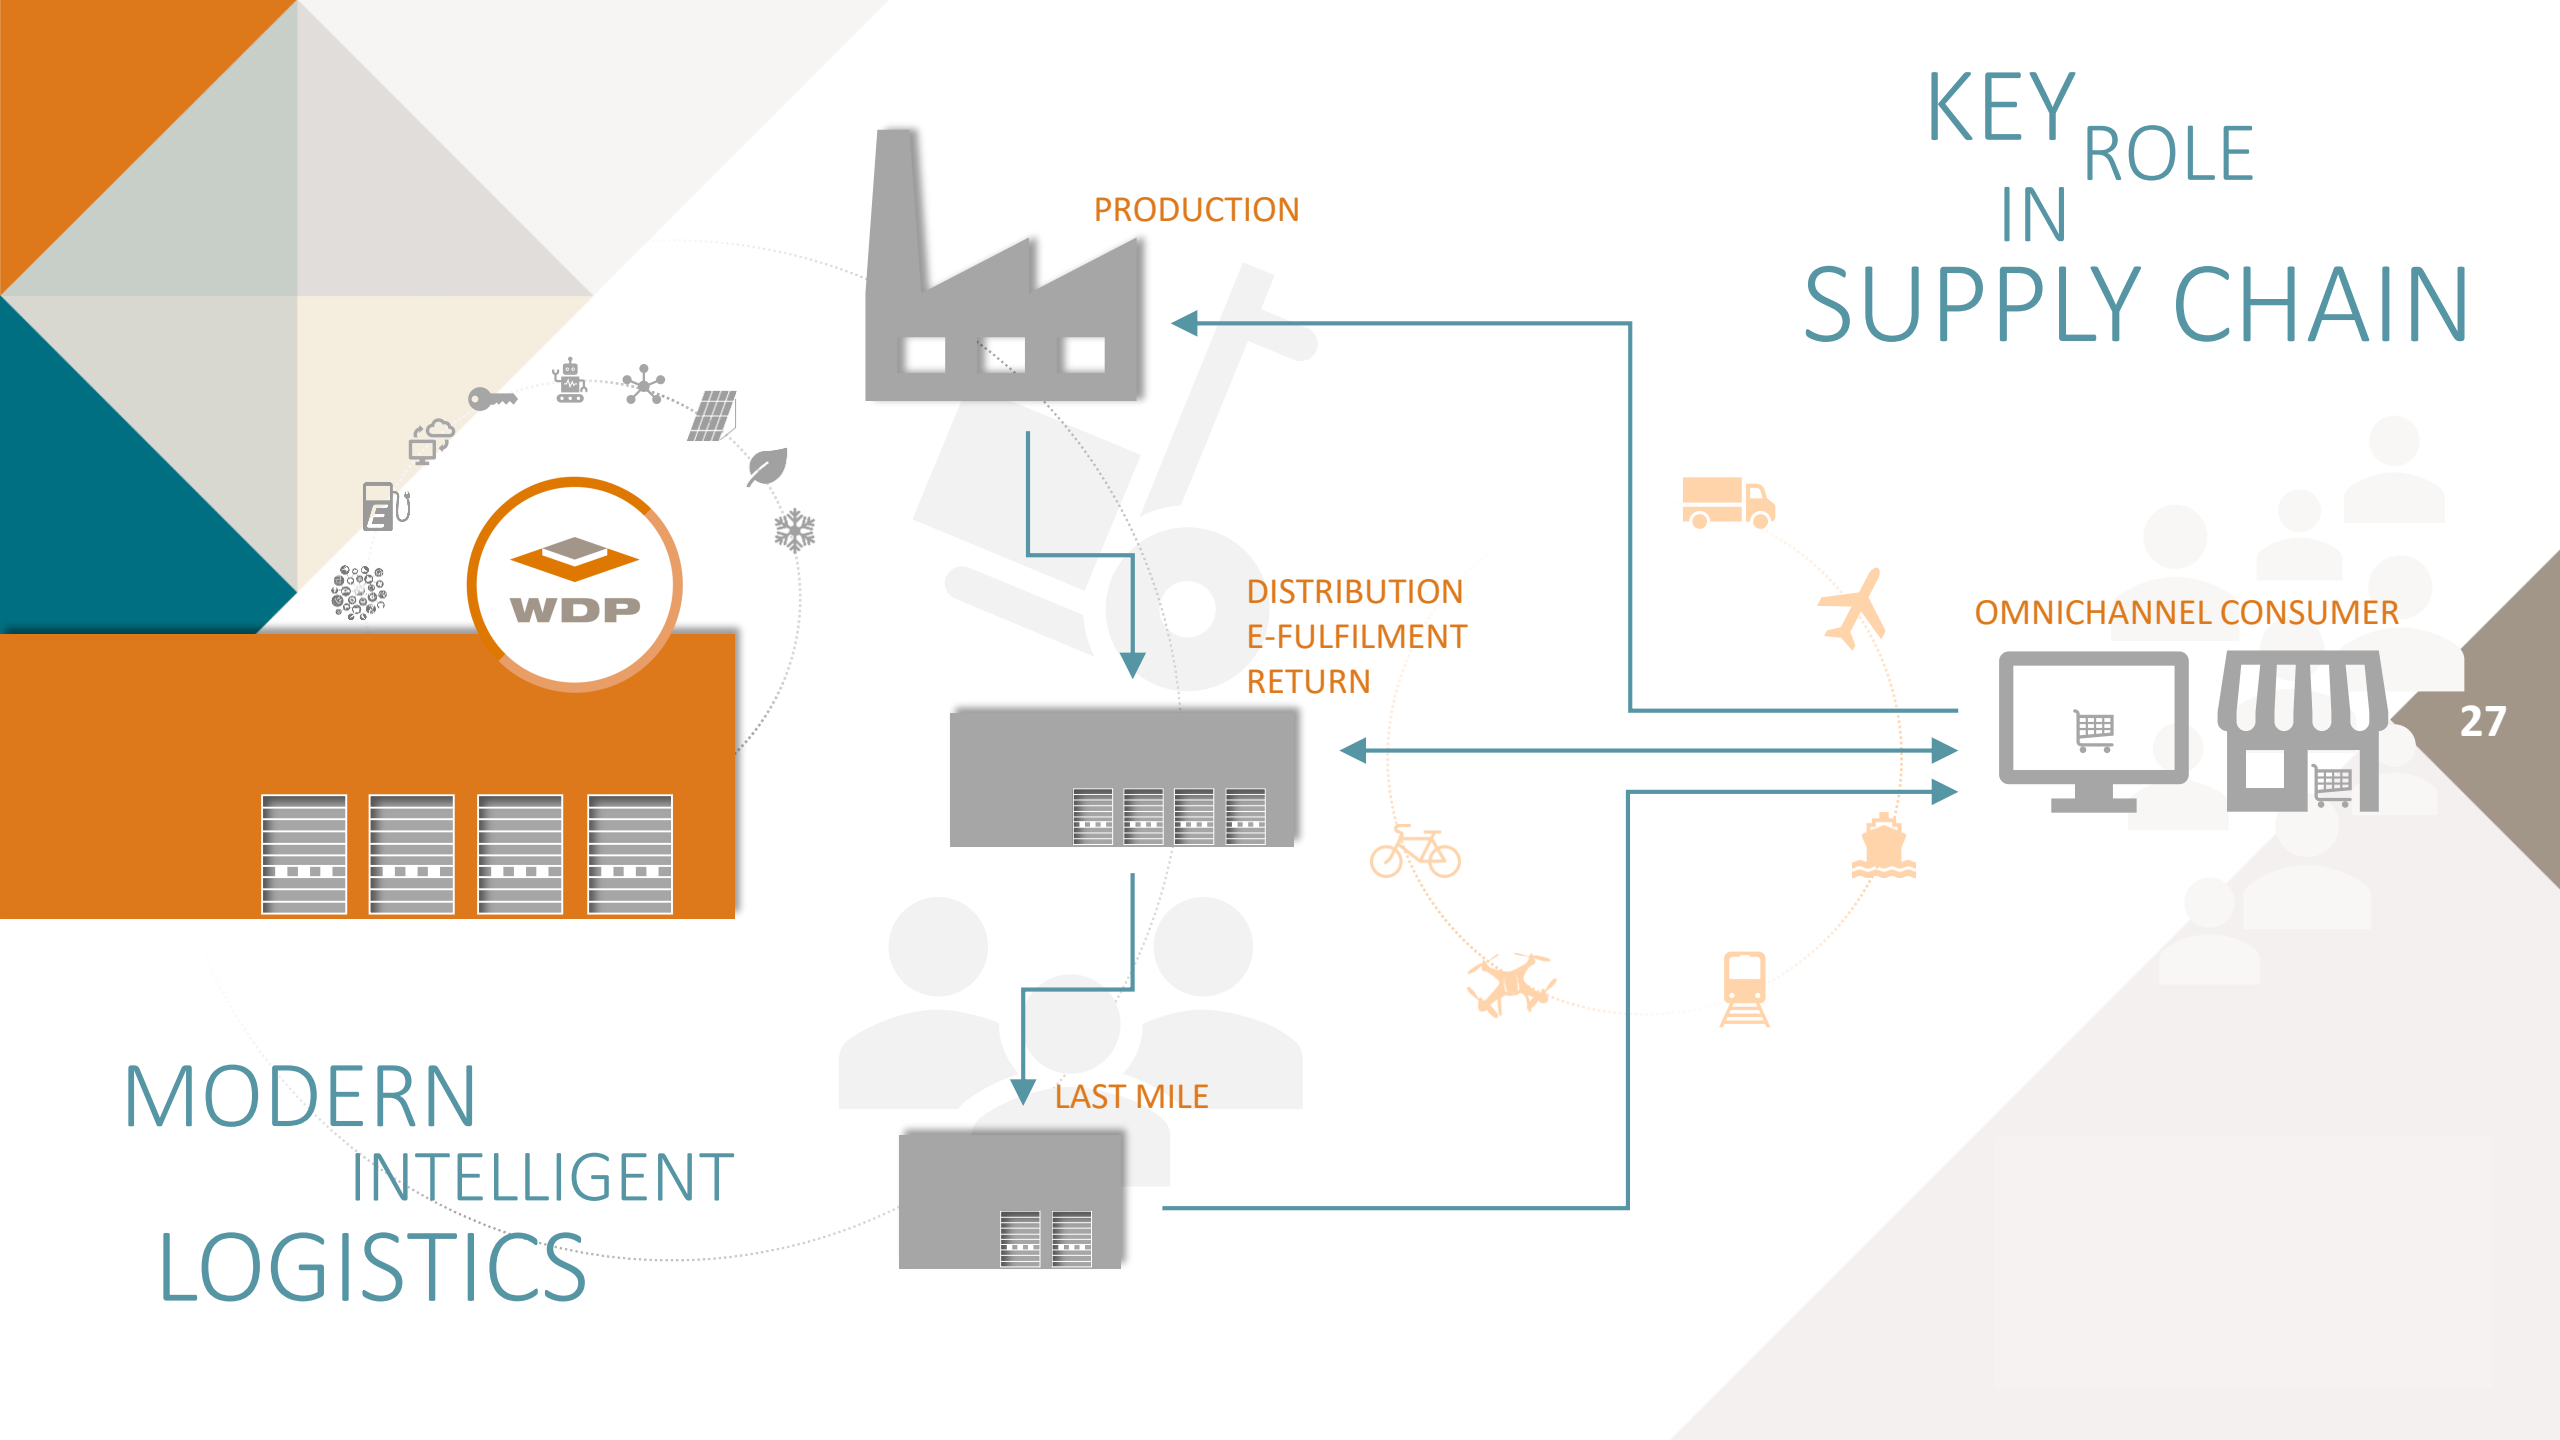 KEY
ROLE
IN
SUPPLY CHAIN
PRODUCTION
WDP
DISTRIBUTION
E-FULFILMENT
RETURN
OMNICHANNEL CONSUMER
27
E
LAST MILE
MODERN
INTELLIGENT
LOGISTICS